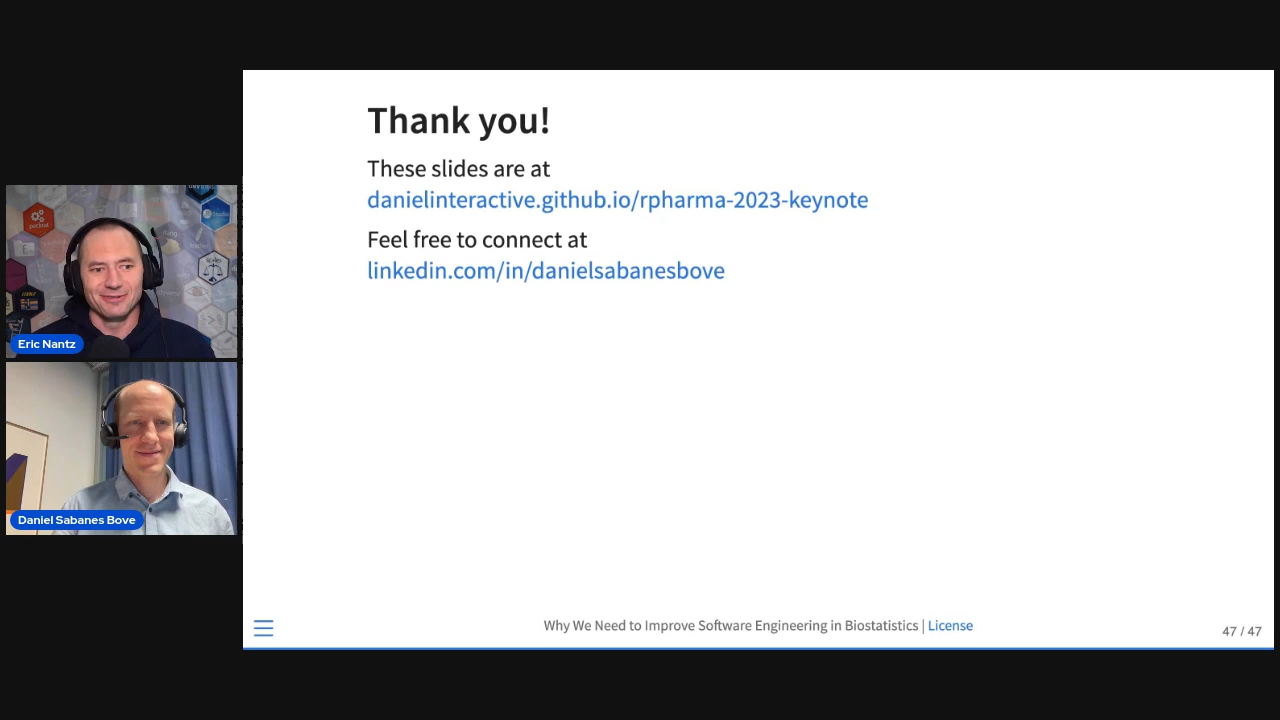 Thank you!
These slides are at
danielinteractive.github.io/rpharma-2023-keynote
Feel free to connect at
linkedin.com/in/danielsabanesbove
Eric Nantz
Daniel Sabanes Bove
Why We Need to Improve Software Engineering in Biostatistics | License
47 / 47
packrat
Studio